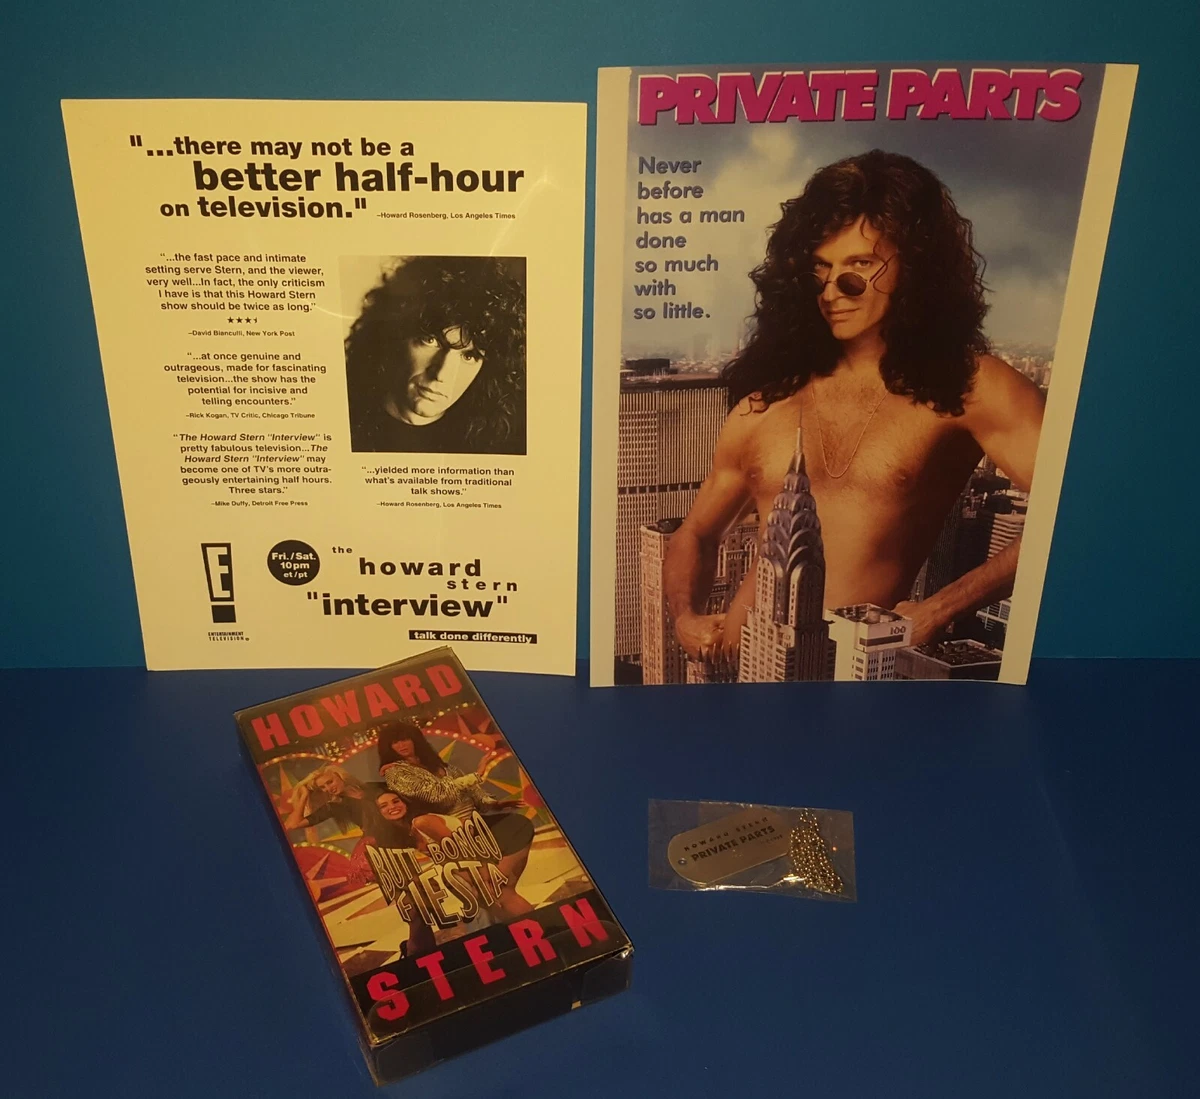 "...there may not be a
better half-hour
on television."
–Howard Rosenberg, Los Angeles Times
"...the fast pace and intimate
setting serve Stern, and the viewer,
very well...In fact, the only criticism
I have is that this Howard Stern
show should be twice as long."
–David Bianculli, New York Post
"...at once genuine and
outrageous, made for fascinating
television...the show has the
potential for incisive and
telling encounters."
–Rick Kogan, TV Critic, Chicago Tribune
"The Howard Stern "Interview" is
pretty fabulous television...The
Howard Stern "Interview" may
become one of TV's more outra-
geously entertaining half hours.
Three stars."
–Mike Duffy, Detroit Free Press
"...yielded more information than
what's available from traditional
talk shows."
–Howard Rosenberg, Los Angeles Times
E!
ENTERTAINMENT
TELEVISION
Fri./Sat.
10pm
et/pt
the
howard
stern
"interview"
talk done differently
PRIVATE PARTS
Never
before
has a man
done
so much
with
so little.
HOWARD
BUTT BONGO
FIESTA
STERN
HOWARD STERN
PRIVATE PARTS